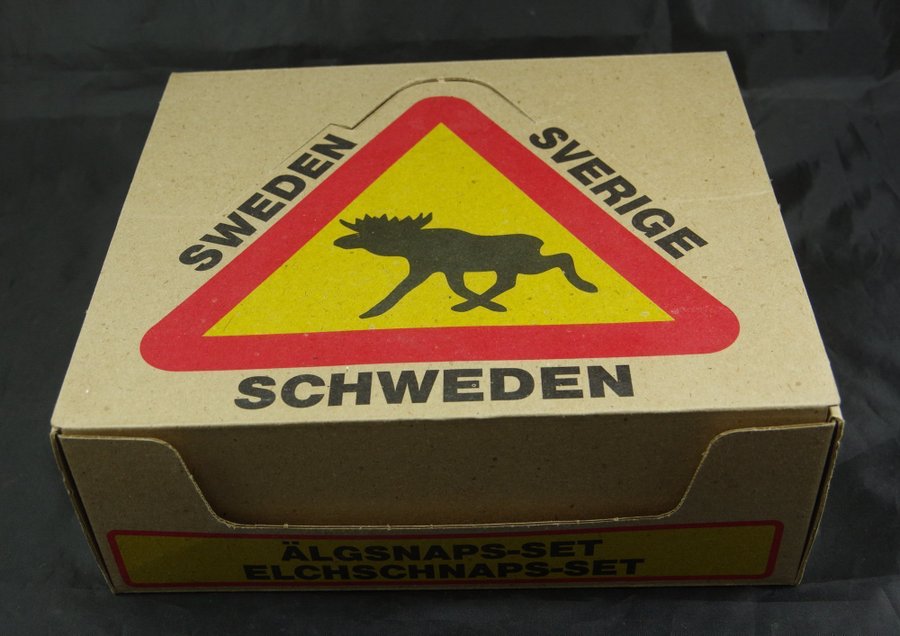 SWEDEN
SVERIGE
SCHWEDEN
ÄLGSNAPS-SET
ELCHSCHNAPS-SET